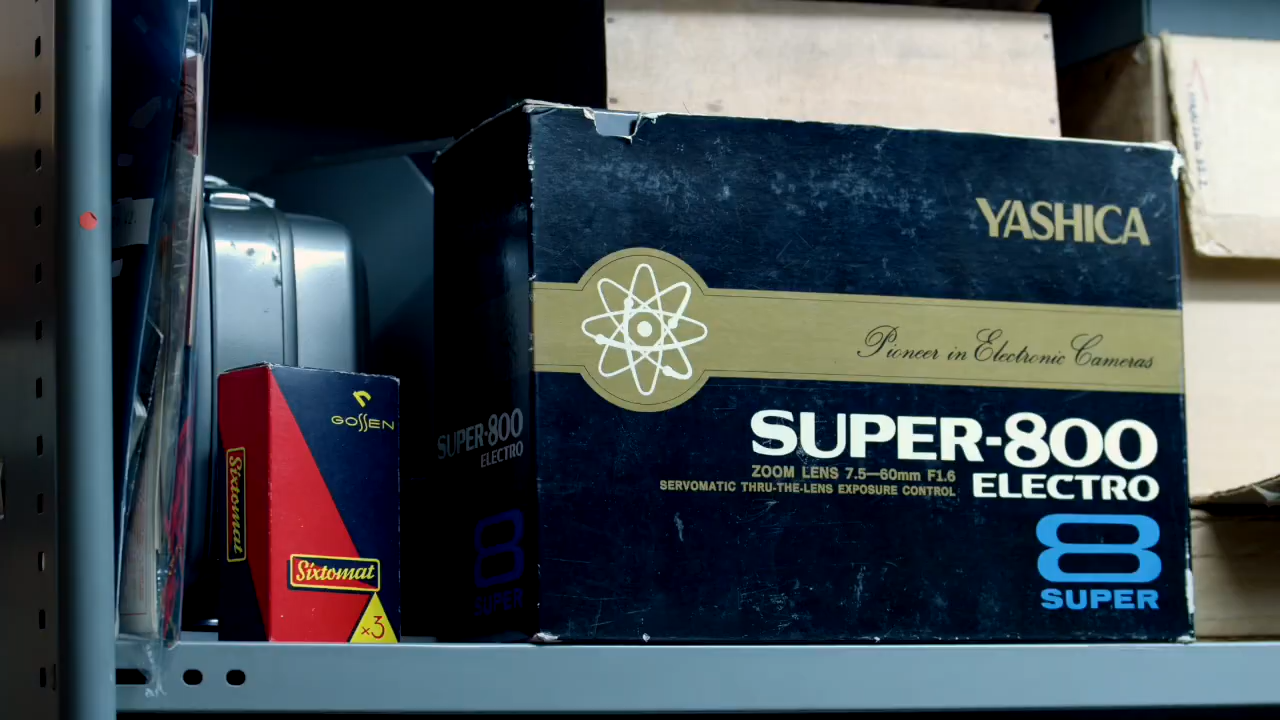 YASHICA
Pioneer in Electronic Cameras
SUPER-800
ZOOM LENS 7.5—60mm F1.6
SERVOMATIC THRU-THE-LENS EXPOSURE CONTROL
ELECTRO
8
SUPER
SUPER-800
ELECTRO
8
SUPER
GOSSEN
Sixtomat
Sixtomat
x3